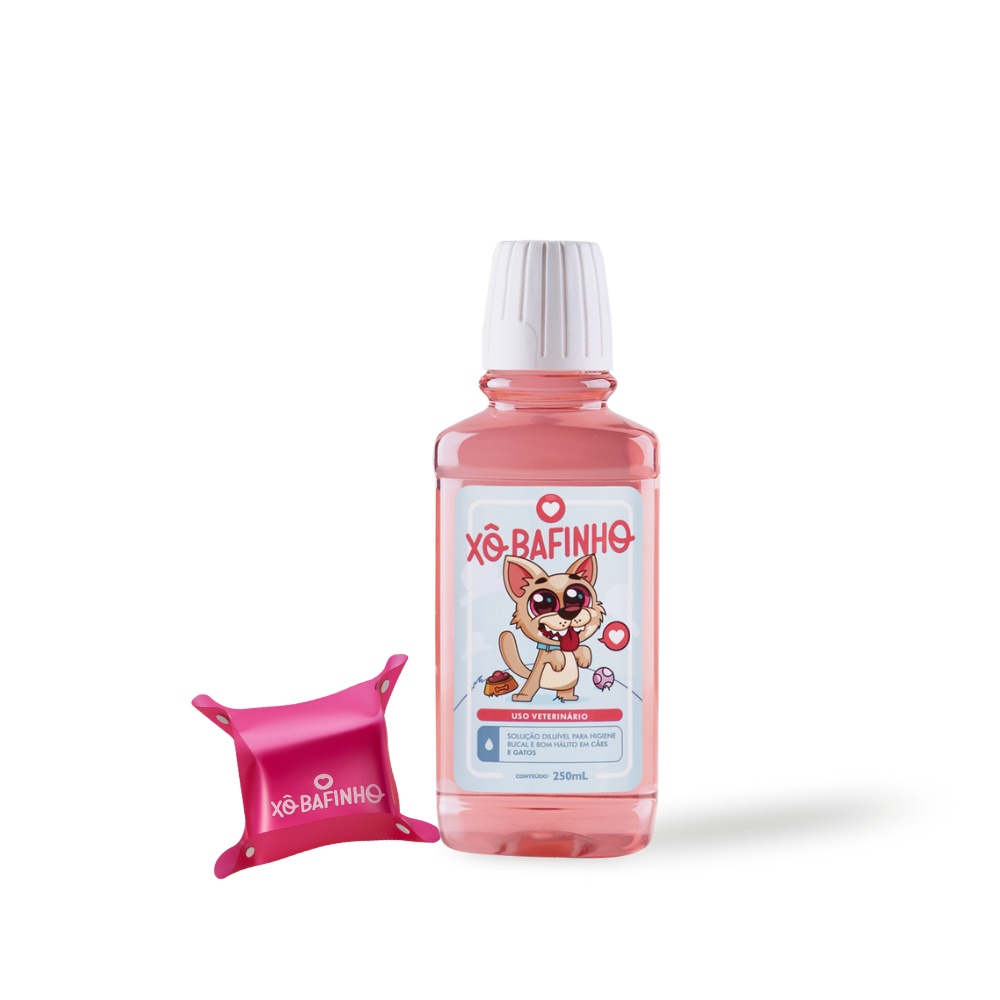 XÔ BAFINHO
USO VETERINÁRIO
SOLUÇÃO DILUÍVEL PARA HIGIENE
BUCAL E BOM HÁLITO EM CÃES
E GATOS
CONTEÚDO: 250mL
XÔ BAFINHO